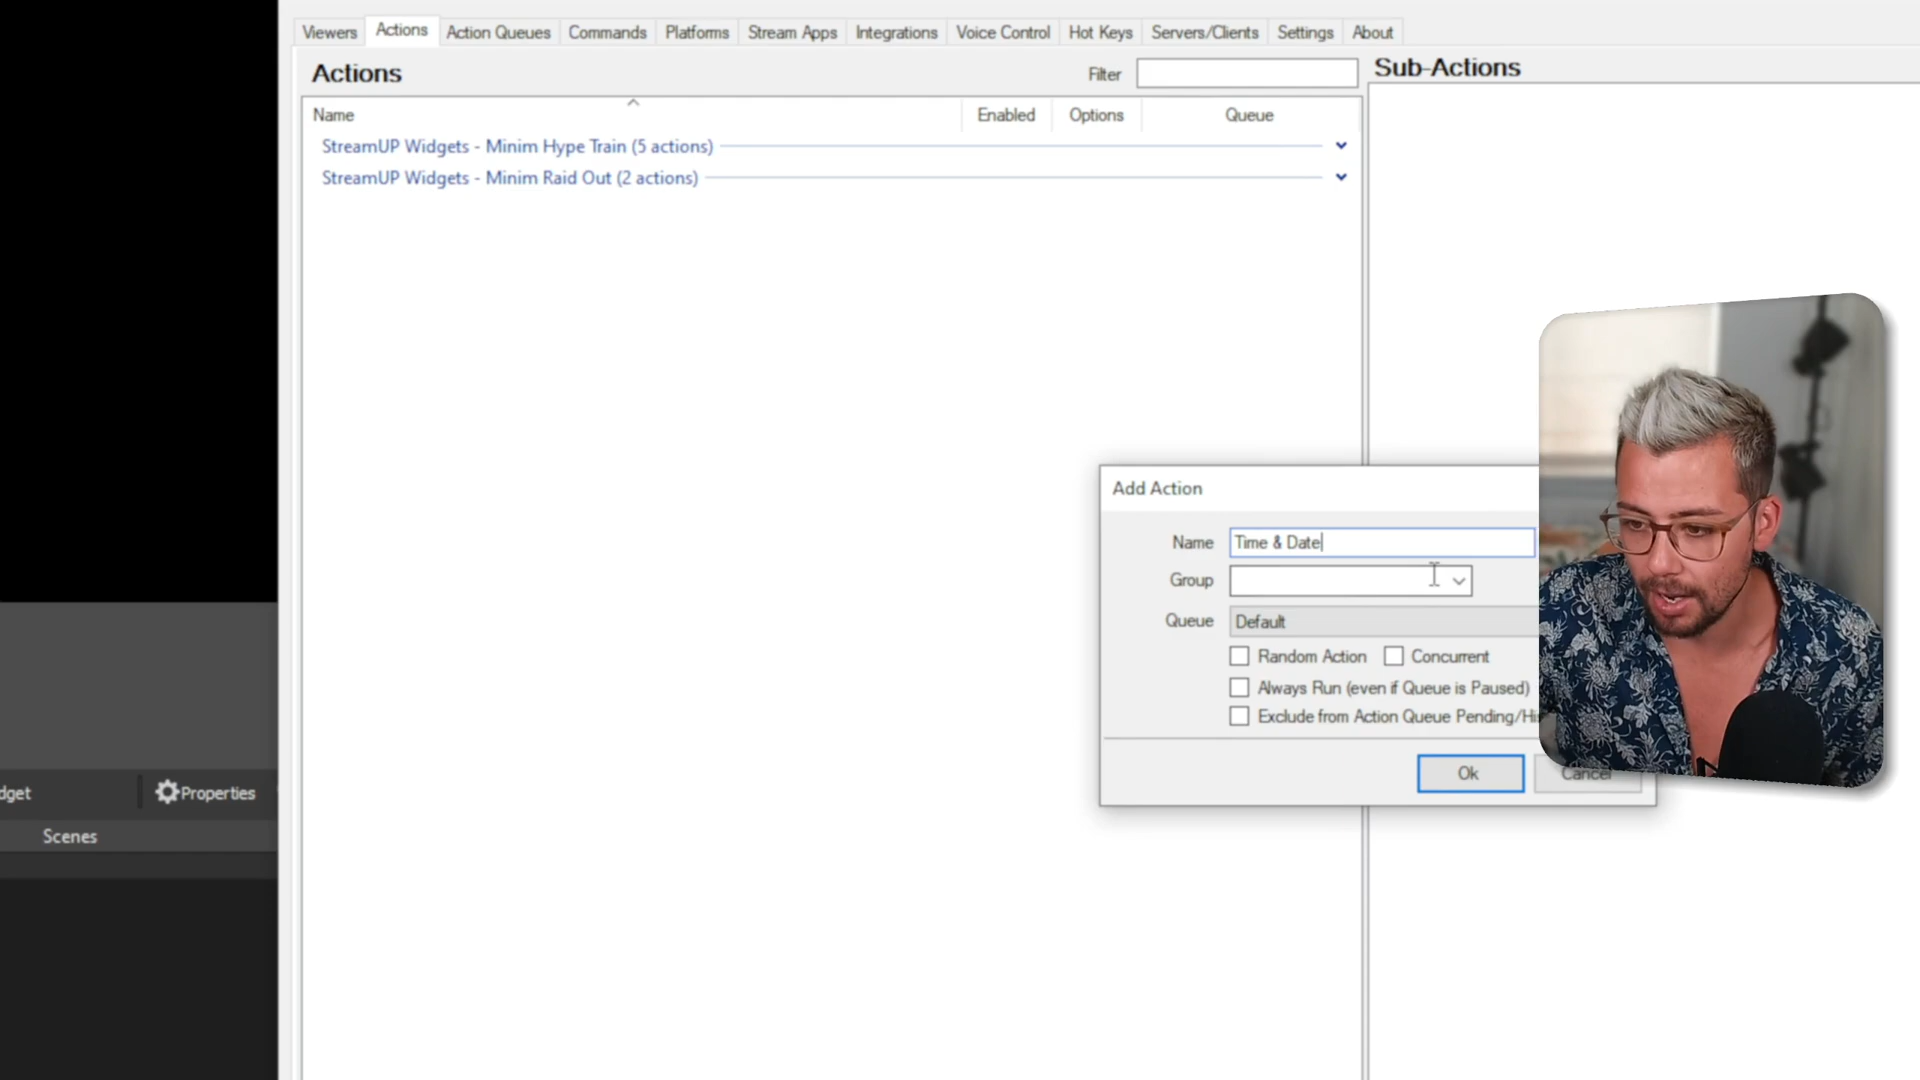 Viewers Actions Action Queues Commands Platforms Stream Apps Integrations Voice Control Hot Keys Servers/Clients Settings About
Actions Filter Sub-Actions
Name Enabled Options Queue
StreamUP Widgets - Minim Hype Train (5 actions)
StreamUP Widgets - Minim Raid Out (2 actions)
Add Action
Name Time & Date
Group
Queue Default
Random Action Concurrent
Always Run (even if Queue is Paused)
Exclude from Action Queue Pending/Hi
Ok Cancel
dget Properties
Scenes